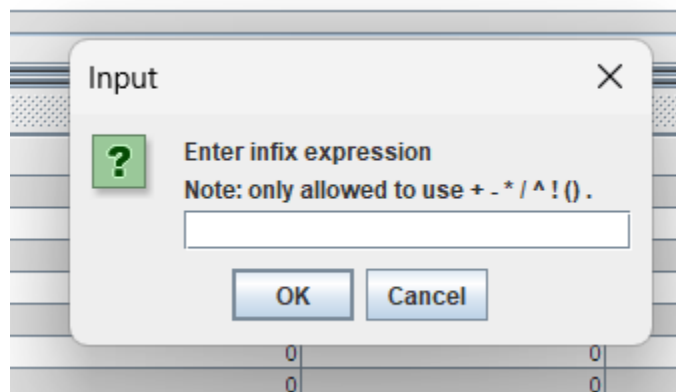 Input
?
Enter infix expression
Note: only allowed to use + - * / ^ ! () .
OK Cancel
0 0
0 0